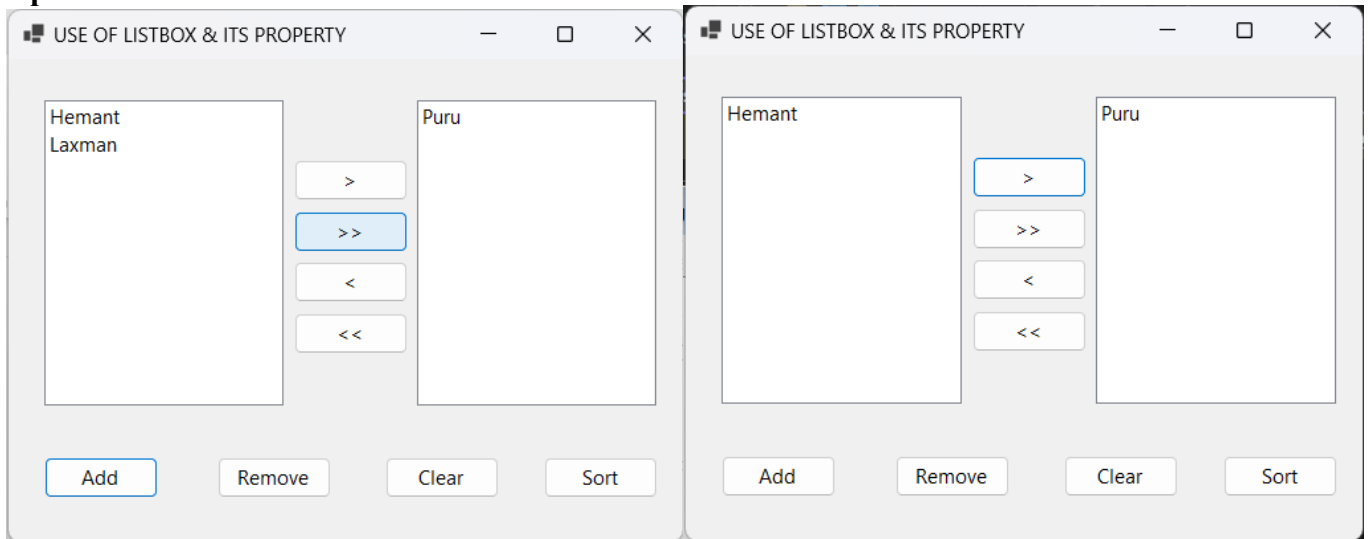 USE OF LISTBOX & ITS PROPERTY
Hemant
Laxman
Puru
>
>>
<
<<
Add Remove Clear Sort
USE OF LISTBOX & ITS PROPERTY
Hemant
Puru
>
>>
<
<<
Add Remove Clear Sort